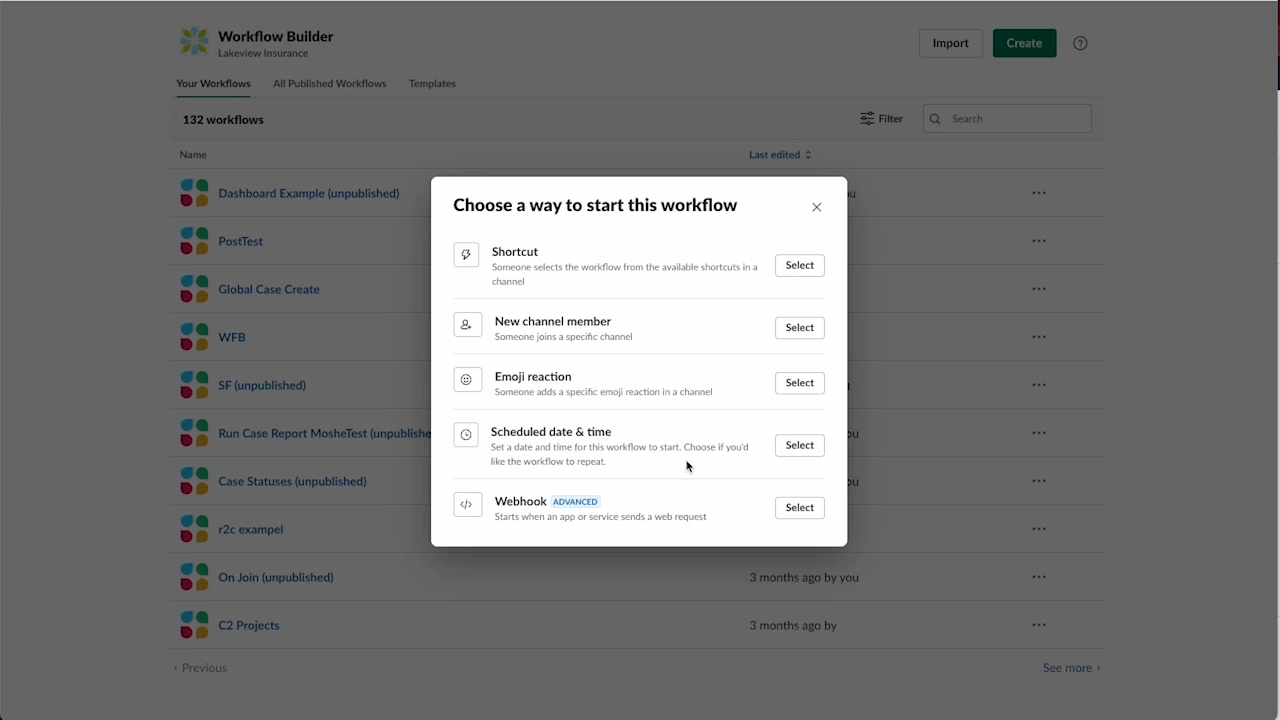 Workflow Builder
Lakeview Insurance
Import
Create
?
Your Workflows
All Published Workflows
Templates
132 workflows
Filter
Search
Name
Last edited
Dashboard Example (unpublished)
PostTest
Global Case Create
WFB
SF (unpublished)
Run Case Report MosheTest (unpublishe
Case Statuses (unpublished)
r2c exampel
On Join (unpublished)
3 months ago by you
C2 Projects
3 months ago by
< Previous
See more >
Choose a way to start this workflow
Shortcut
Someone selects the workflow from the available shortcuts in a
channel
Select
New channel member
Someone joins a specific channel
Select
Emoji reaction
Someone adds a specific emoji reaction in a channel
Select
Scheduled date & time
Set a date and time for this workflow to start. Choose if you'd
like the workflow to repeat.
Select
Webhook ADVANCED
Starts when an app or service sends a web request
Select